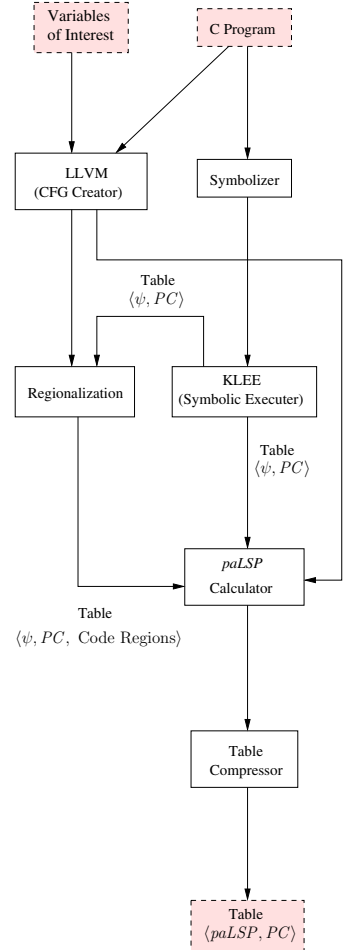 Variables
of Interest
C Program
LLVM
(CFG Creator)
Symbolizer
Table
⟨ψ, PC⟩
Regionalization
KLEE
(Symbolic Executer)
Table
⟨ψ, PC⟩
paLSP
Calculator
Table
⟨ψ, PC, Code Regions⟩
Table
Compressor
Table
⟨paLSP, PC⟩